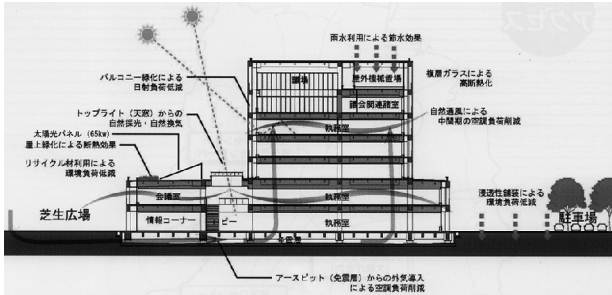 アクセス
雨水利用による節水効果
バルコニー緑化による
日射負荷低減
議場
屋外機械置場
複層ガラスによる
高断熱化
議会関連諸室
トップライト（天窓）からの
自然採光・自然換気
執務室
自然通風による
中間期の空調負荷削減
太陽光パネル（65kw）
屋上緑化による断熱効果
リサイクル材利用による
環境負荷低減
会議室
執務室
浸透性舗装による
環境負荷低減
芝生広場
情報コーナー
ロビー
執務室
駐車場
免震層
アースピット（免震層）からの外気導入
による空調負荷削減